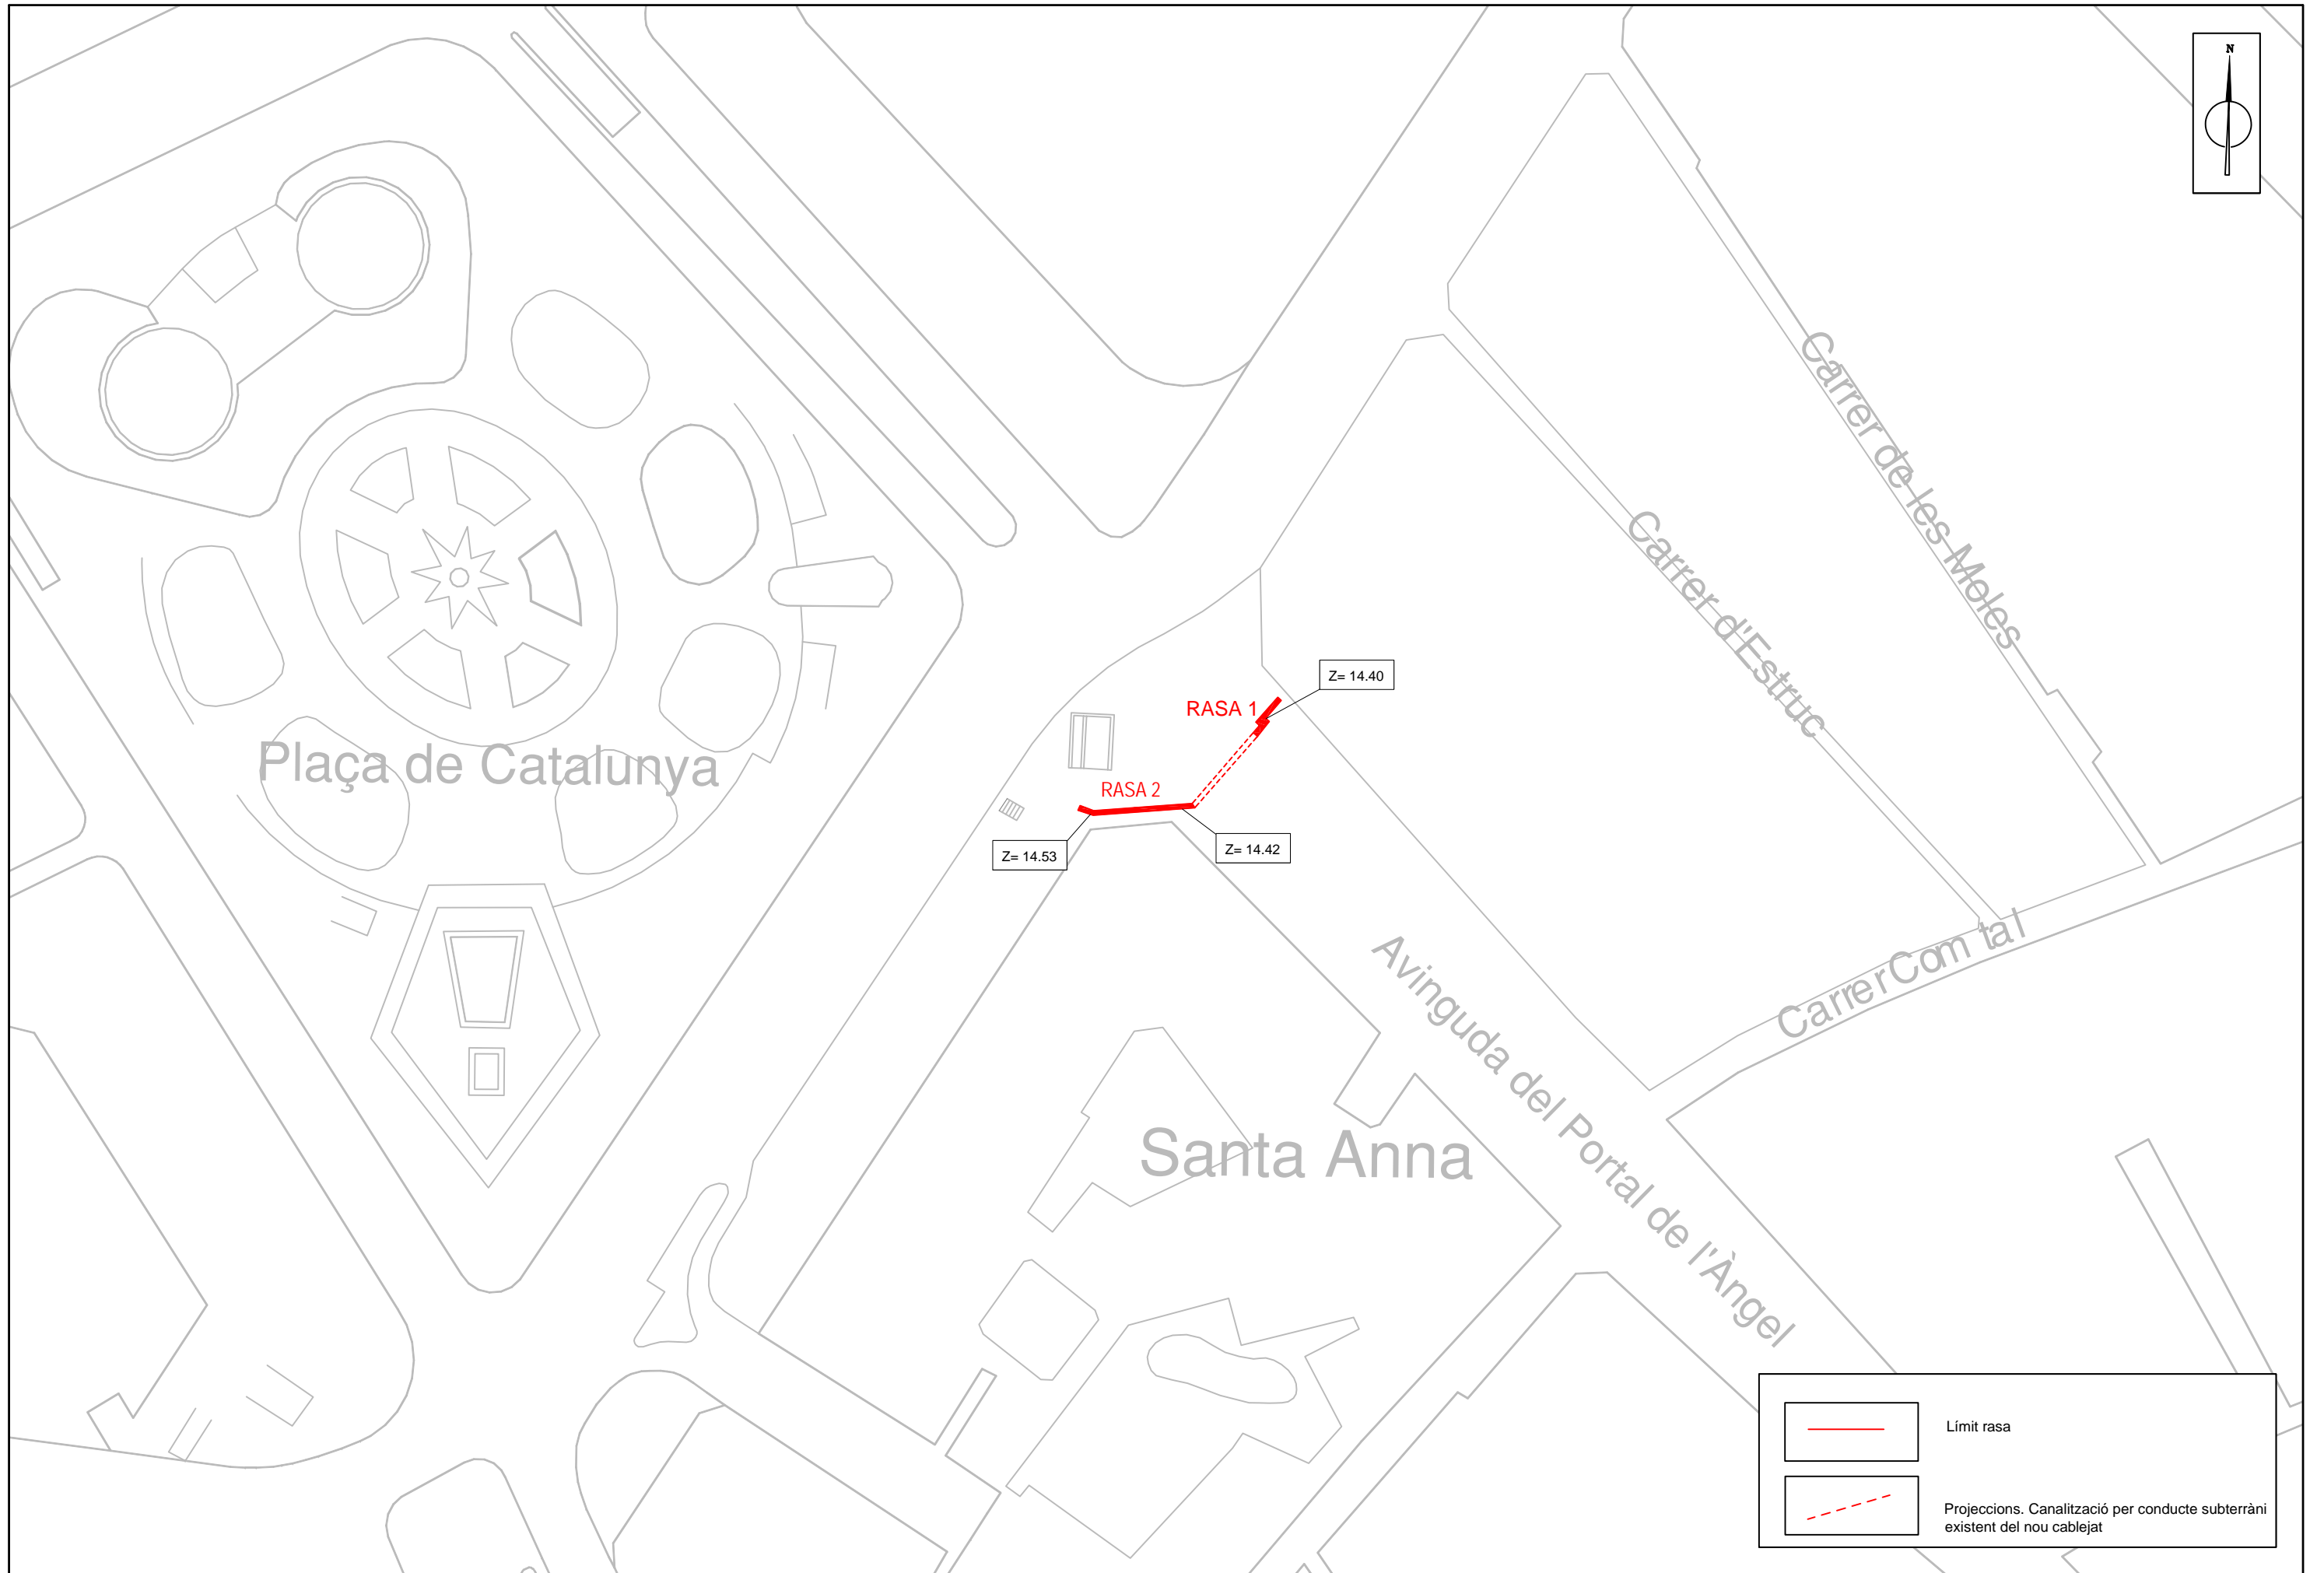 N
Carrer de les Moles
Carrer d'Estruc
Z= 14.40
RASA 1
Plaça de Catalunya
RASA 2
Z= 14.53
Z= 14.42
Carrer Com tal
Avinguda del Portal de l'Àngel
Santa Anna
Límit rasa
Projeccions. Canalització per conducte subterràni
existent del nou cablejat